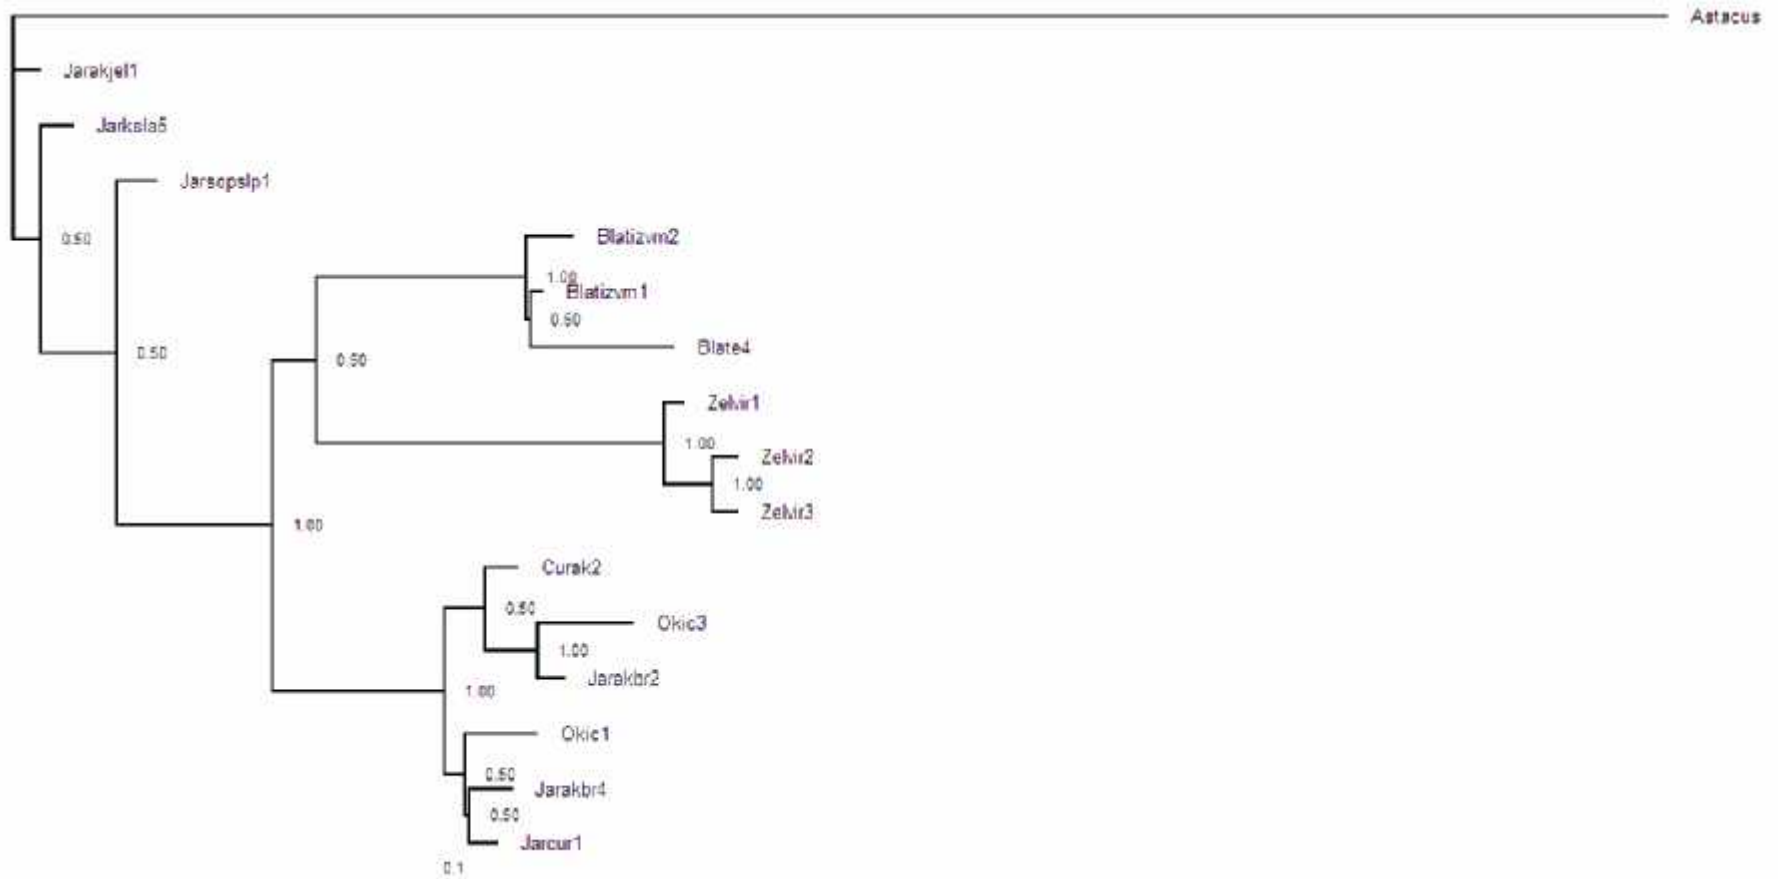 Astacus
Jarakjel1
Jarksla5
Jarsopslp1
0.50
Blatizvm2
1.00
Blatizvm1
0.50
Blate4
0.50
0.50
Zelvir1
1.00
Zelvir2
1.00
Zelvir3
1.00
Curak2
0.50
Okic3
1.00
Jarakbr2
1.00
Okic1
0.50
Jarakbr4
0.50
Jarcur1
0.1